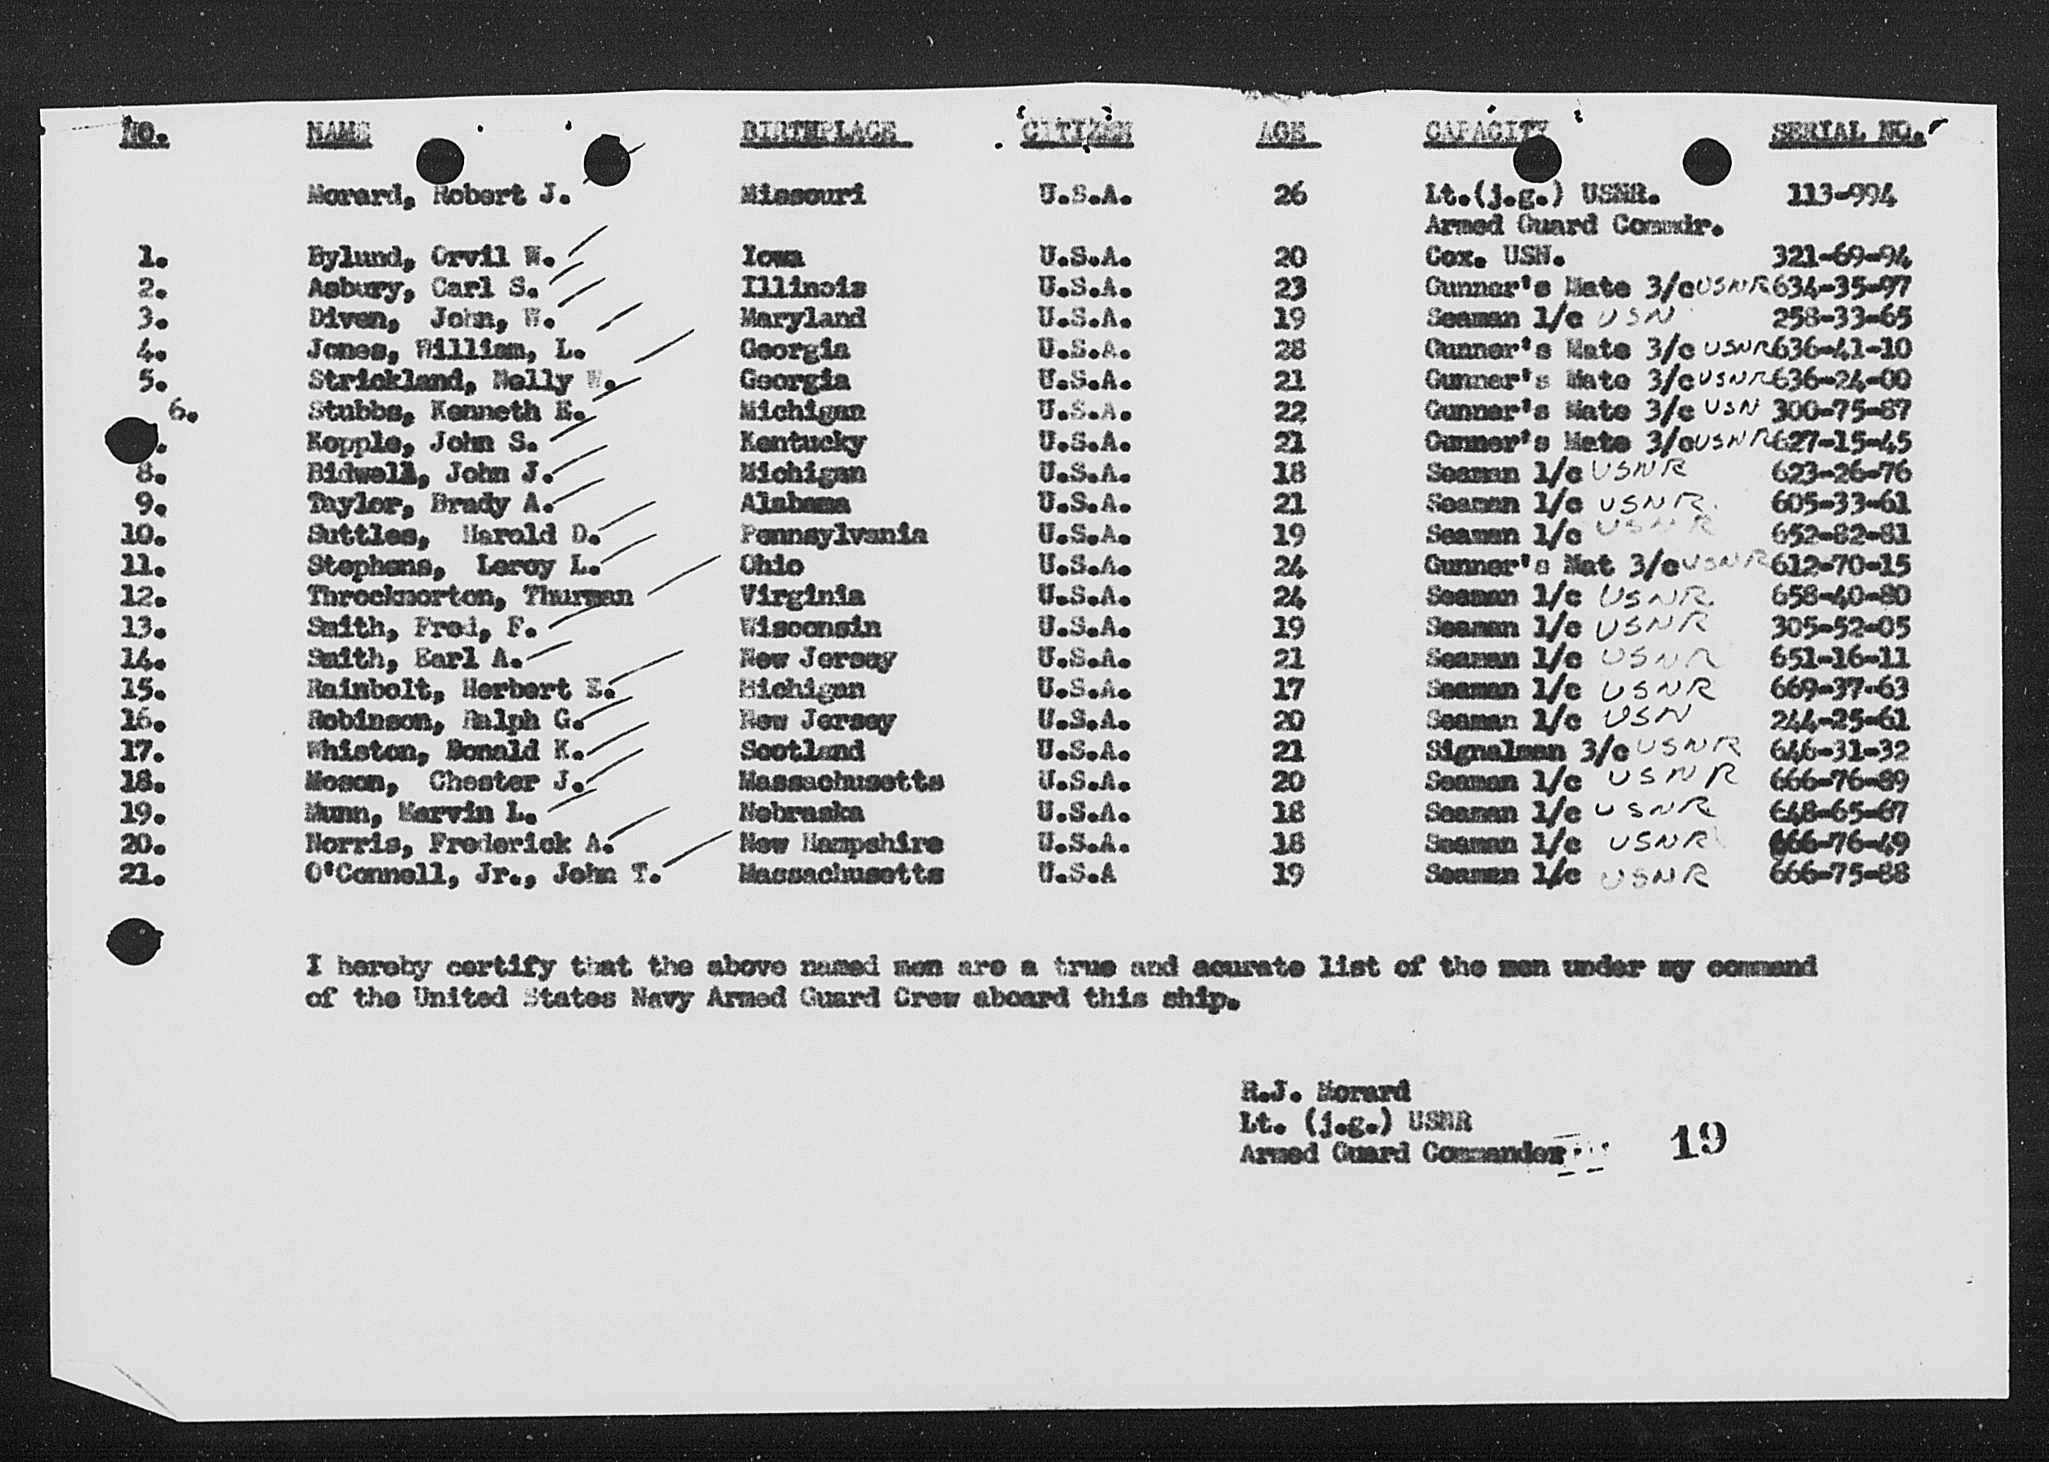 NO. NAME BIRTHPLACE CITIZEN AGE CAPACITY SERIAL NO.
Morard, Robert J. Missouri U.S.A. 26 Lt.(j.g.) USNR. 113-994
Armed Guard Commdr.
1. Bylund, Orvil W. Iowa U.S.A. 20 Cox. USN. 321-69-94
2. Asbury, Carl S. Illinois U.S.A. 23 Gunner's Mate 3/c USNR 634-35-97
3. Diven, John, W. Maryland U.S.A. 19 Seaman 1/c USN 258-33-65
4. Jones, William, L. Georgia U.S.A. 28 Gunner's Mate 3/c USNR 636-41-10
5. Strickland, Nelly W. Georgia U.S.A. 21 Gunner's Mate 3/c USNR 636-24-00
6. Stubbs, Kenneth E. Michigan U.S.A. 22 Gunner's Mate 3/c USN 300-75-87
. Kopple, John S. Kentucky U.S.A. 21 Gunner's Mate 3/c USNR 627-15-45
8. Bidwell, John J. Michigan U.S.A. 18 Seaman 1/c USNR 623-26-76
9. Taylor, Brady A. Alabama U.S.A. 21 Seaman 1/c USNR 605-33-61
10. Suttles, Harold D. Pennsylvania U.S.A. 19 Seaman 1/c USNR 652-82-81
11. Stephens, Leroy L. Ohio U.S.A. 24 Gunner's Mat 3/c USNR 612-70-15
12. Throckmorton, Thurman Virginia U.S.A. 24 Seaman 1/c USNR 658-40-80
13. Smith, Fred, F. Wisconsin U.S.A. 19 Seaman 1/c USNR 305-52-05
14. Smith, Earl A. New Jersey U.S.A. 21 Seaman 1/c USNR 651-16-11
15. Rainbolt, Herbert E. Michigan U.S.A. 17 Seaman 1/c USNR 669-37-63
16. Robinson, Ralph G. New Jersey U.S.A. 20 Seaman 1/c USN 244-25-61
17. Whiston, Donald K. Scotland U.S.A. 21 Signalman 3/c USNR 646-31-32
18. Moson, Chester J. Massachusetts U.S.A. 20 Seaman 1/c USNR 666-76-89
19. Munn, Marvin L. Nebraska U.S.A. 18 Seaman 1/c USNR 648-65-67
20. Norris, Frederick A. New Hampshire U.S.A. 18 Seaman 1/c USNR 666-76-49
21. O'Connell, Jr., John T. Massachusetts U.S.A 19 Seaman 1/c USNR 666-75-88
I hereby certify that the above named men are a true and acurate list of the men under my command
of the United States Navy Armed Guard Crew aboard this ship.
R.J. Morard
Lt. (j.g.) USNR
Armed Guard Commander
19